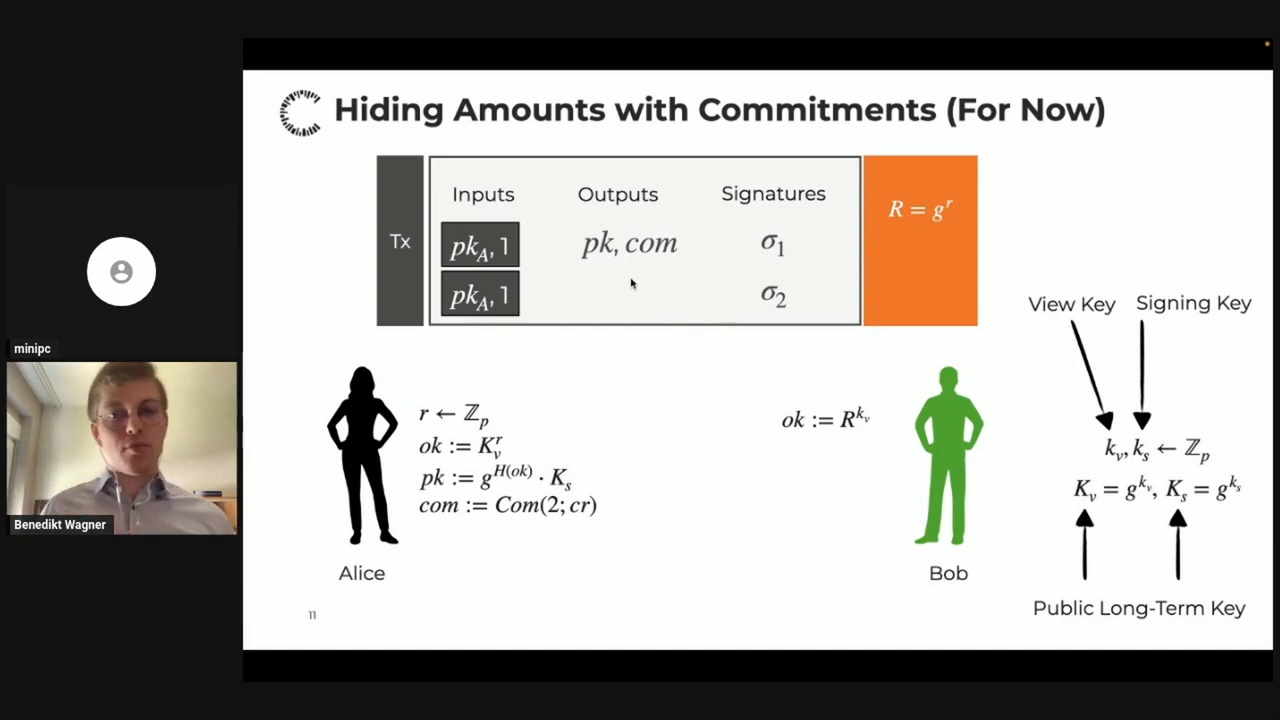 Hiding Amounts with Commitments (For Now)
Tx
Inputs Outputs Signatures
pk_A, 1 pk, com σ_1
pk_A, 1 σ_2
R = g^r
View Key Signing Key
r ← ℤ_p
ok := K_v^r
pk := g^{H(ok)} · K_s
com := Com(2; cr)
ok := R^{k_v}
k_v, k_s ← ℤ_p
K_v = g^{k_v}, K_s = g^{k_s}
Alice
Bob
Public Long-Term Key
11
minipc
Benedikt Wagner